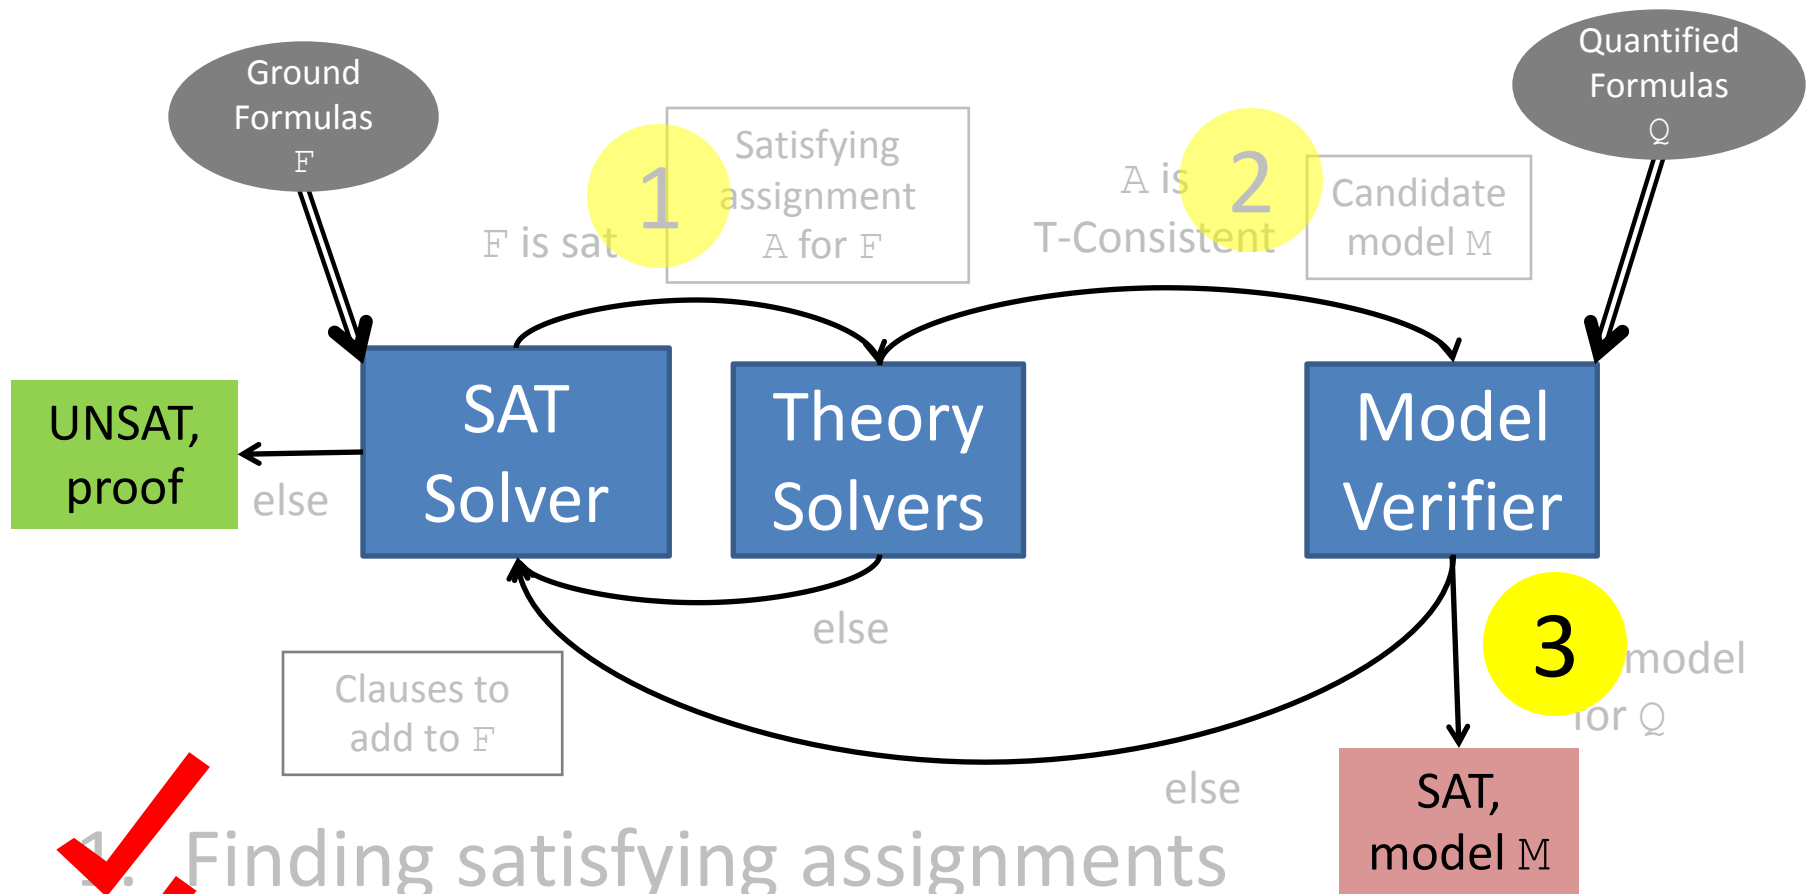 Ground
Formulas
F
Quantified
Formulas
Q
F is sat
1
Satisfying
assignment
A for F
A is
T-Consistent
2
Candidate
model M
UNSAT,
proof
else
SAT
Solver
Theory
Solvers
Model
Verifier
else
3
model
for Q
Clauses to
add to F
else
SAT,
model M
1. Finding satisfying assignments